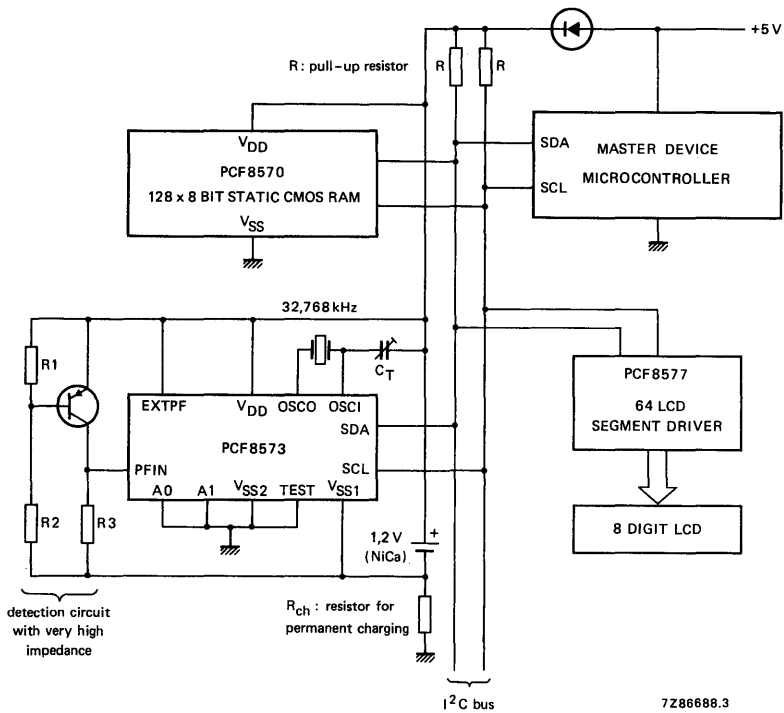 +5 V
R : pull-up resistor
R
R
VDD
PCF8570
128 x 8 BIT STATIC CMOS RAM
VSS
SDA
SCL
MASTER DEVICE
MICROCONTROLLER
32,768 kHz
R1
CT
EXTPF
VDD
OSCO
OSCI
PCF8573
SDA
PFIN
SCL
A0
A1
VSS2
TEST
VSS1
R2
R3
PCF8577
64 LCD
SEGMENT DRIVER
8 DIGIT LCD
1,2 V
(NiCa)
+
detection circuit
with very high
impedance
Rch : resistor for
permanent charging
I2C bus
7Z86688.3